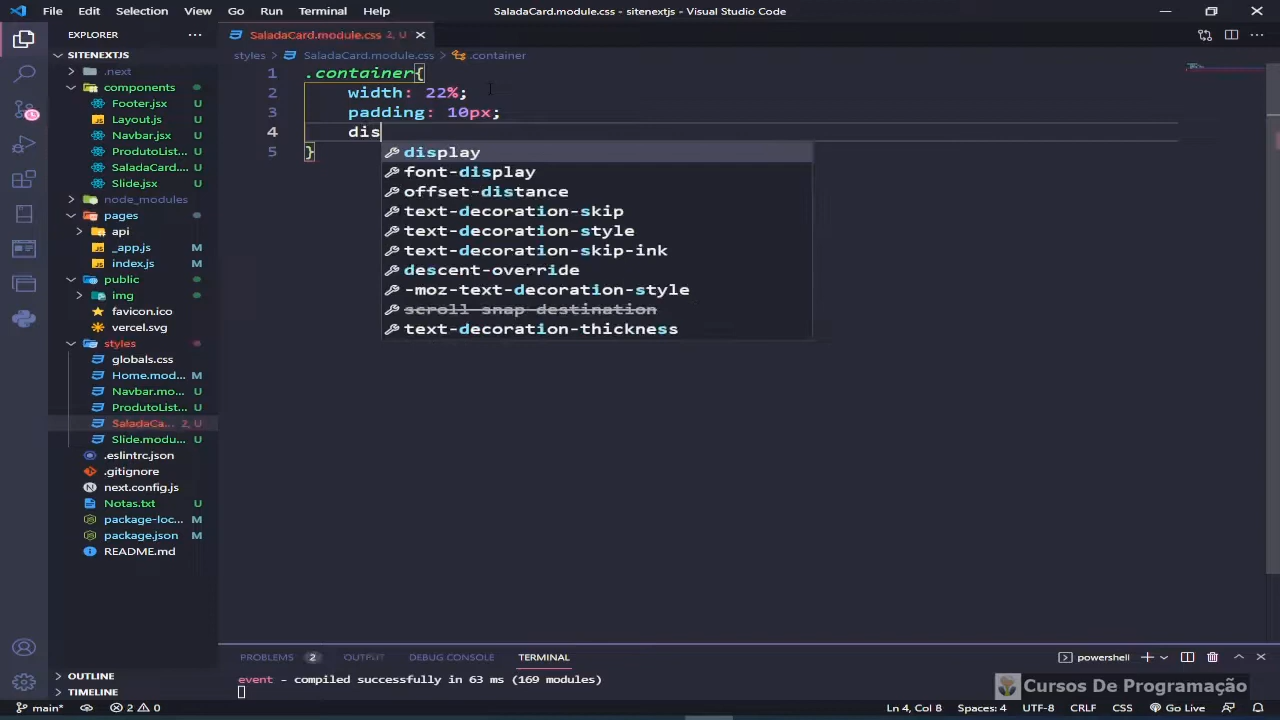 File Edit Selection View Go Run Terminal Help SaladaCard.module.css - sitenextjs - Visual Studio Code
EXPLORER
SaladaCard.module.css 2, U
SITENEXTJS
styles > SaladaCard.module.css > .container
.next
components
Footer.jsx U
Layout.js U
Navbar.jsx U
ProdutoList... U
SaladaCard.... U
Slide.jsx U
node_modules
pages
api
_app.js M
index.js M
public
img
favicon.ico
vercel.svg
styles
globals.css
Home.mod... M
Navbar.mo... U
ProdutoList... U
SaladaCa... 2, U
Slide.modu... U
.eslintrc.json
.gitignore
next.config.js
Notas.txt U
package-loc... M
package.json M
README.md
OUTLINE
TIMELINE
1 .container{
2 width: 22%;
3 padding: 10px;
4 dis
5 }
display
font-display
offset-distance
text-decoration-skip
text-decoration-style
text-decoration-skip-ink
descent-override
-moz-text-decoration-style
scroll-snap-destination
text-decoration-thickness
PROBLEMS 2 OUTPUT DEBUG CONSOLE TERMINAL powershell
event - compiled successfully in 63 ms (169 modules)
Cursos De Programação
main* 2 0 Ln 4, Col 8 Spaces: 4 UTF-8 CRLF CSS Go Live